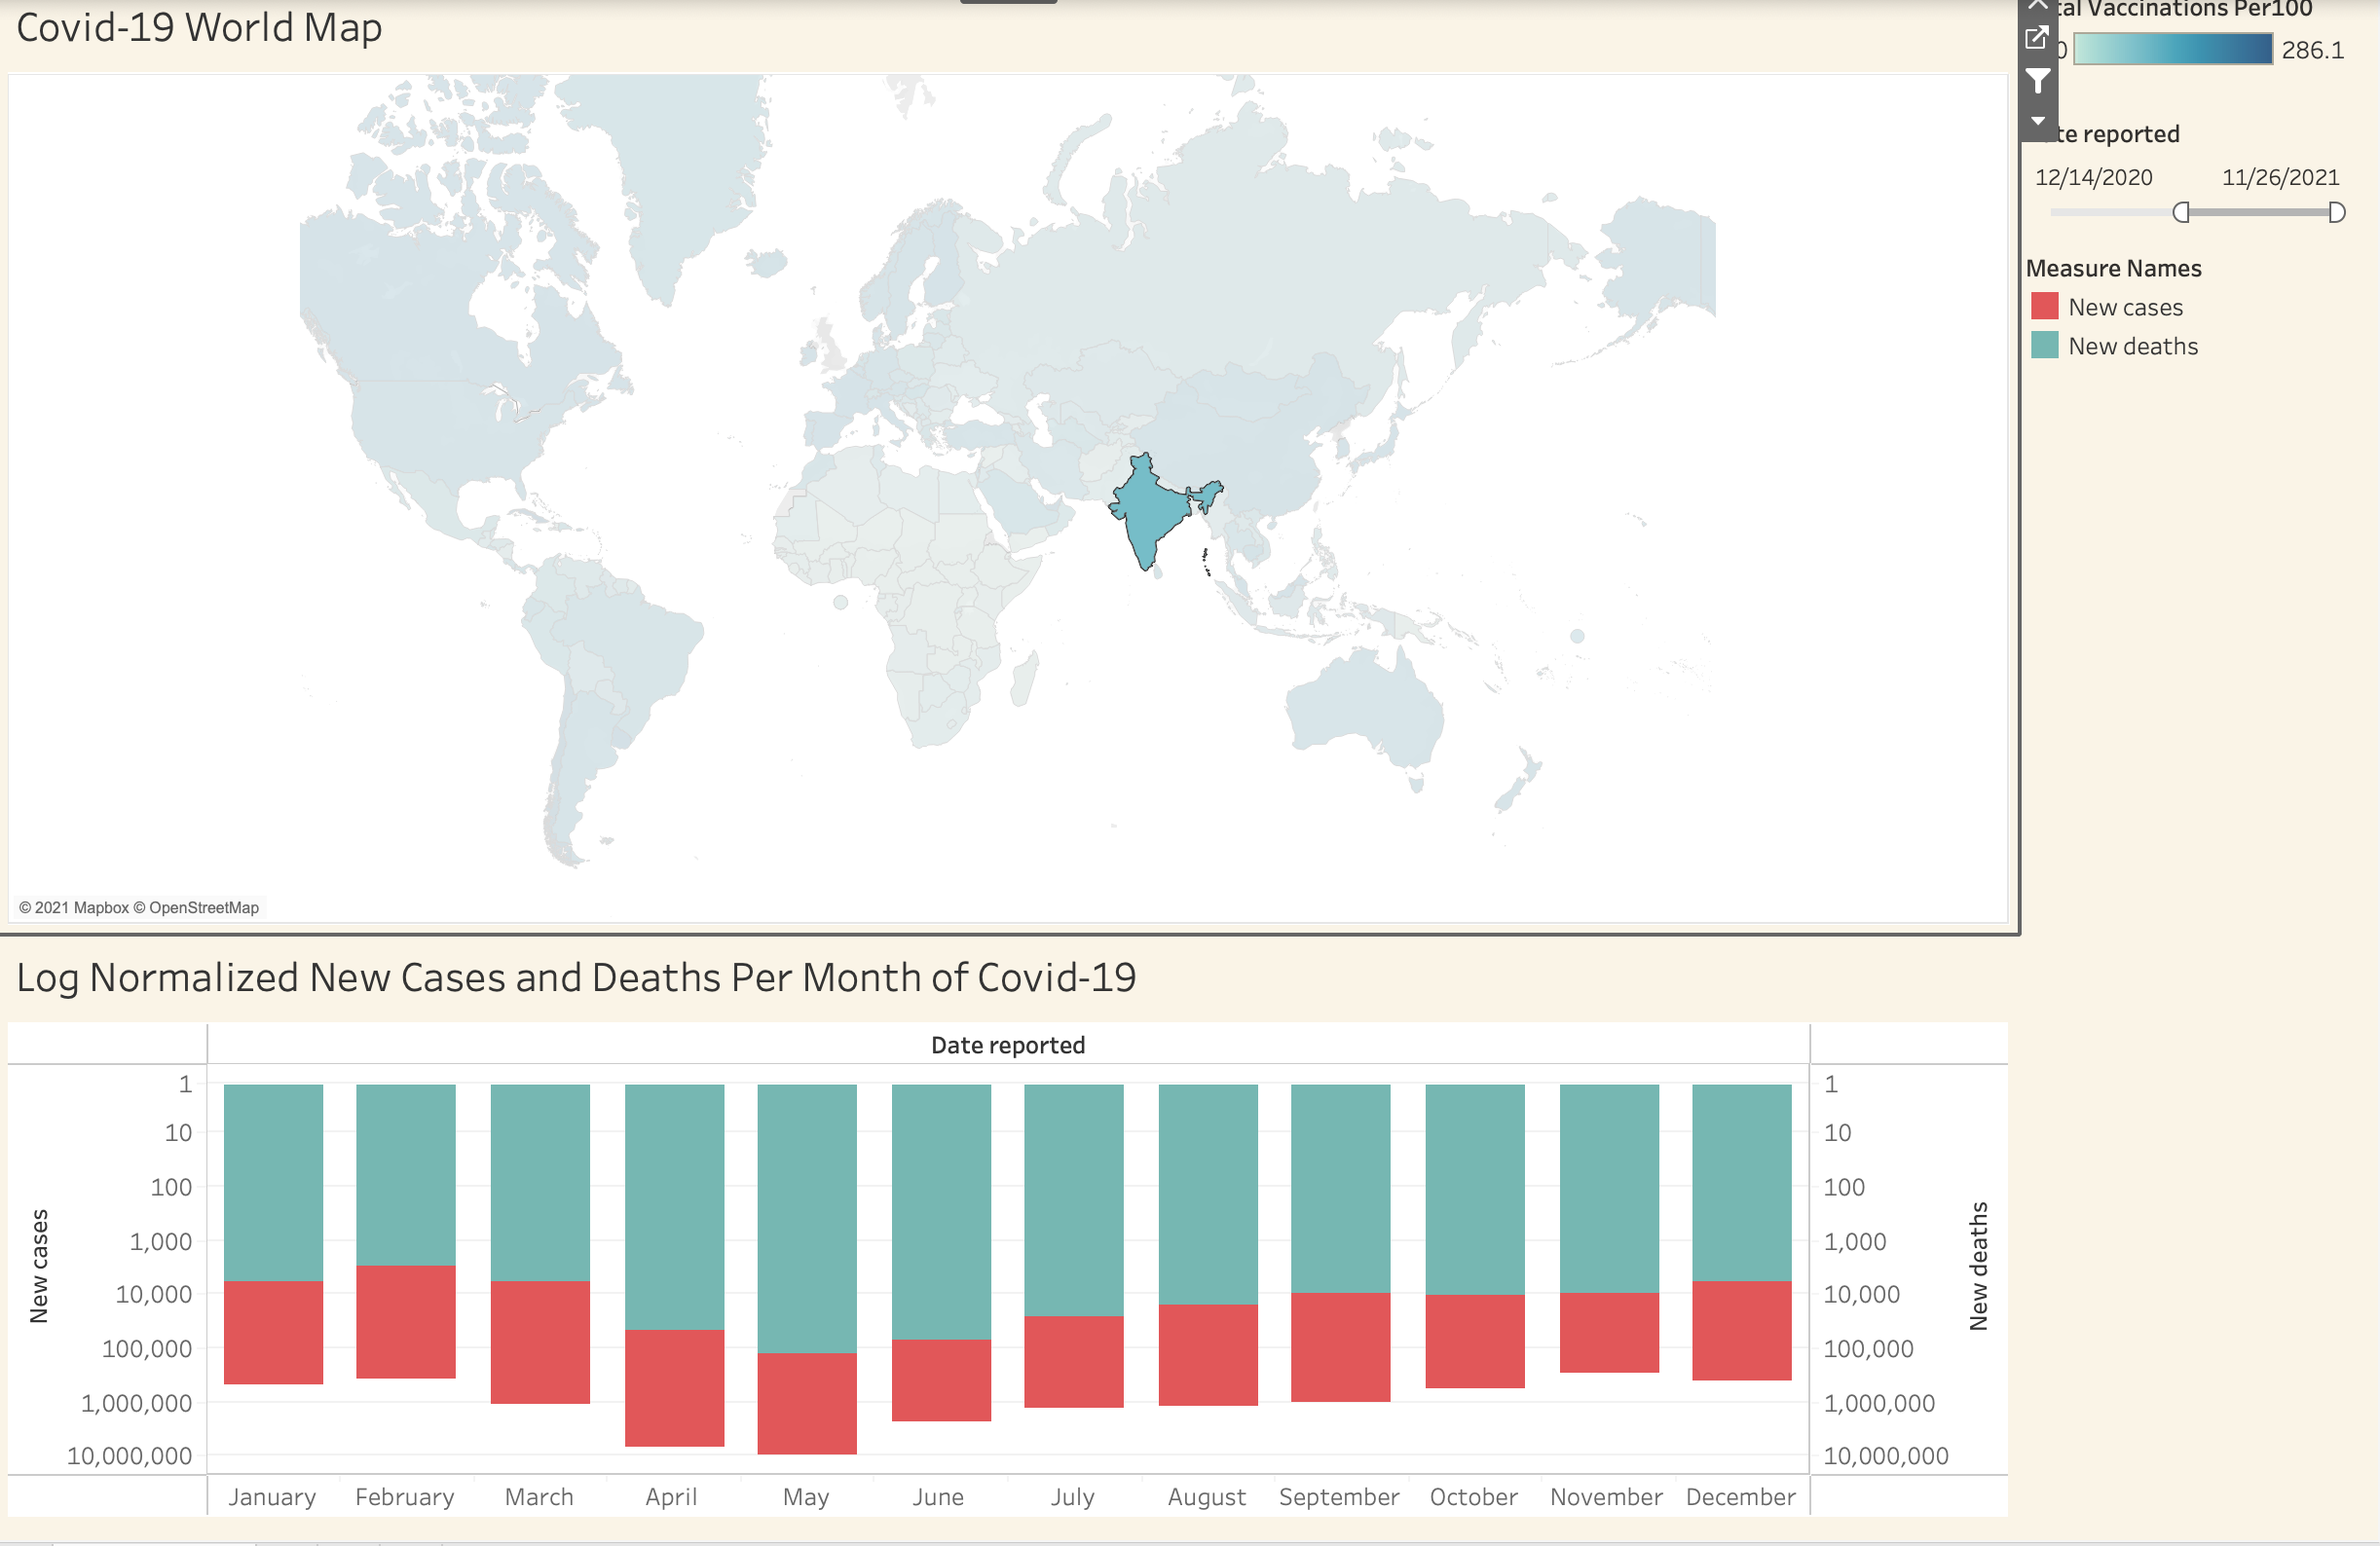 Covid-19 World Map
tal Vaccinations Per100
0 286.1
te reported
12/14/2020 11/26/2021
Measure Names
New cases
New deaths
© 2021 Mapbox © OpenStreetMap
Log Normalized New Cases and Deaths Per Month of Covid-19
Date reported
New cases
1
10
100
1,000
10,000
100,000
1,000,000
10,000,000
1
10
100
1,000
10,000
100,000
1,000,000
10,000,000
New deaths
January February March April May June July August September October November December